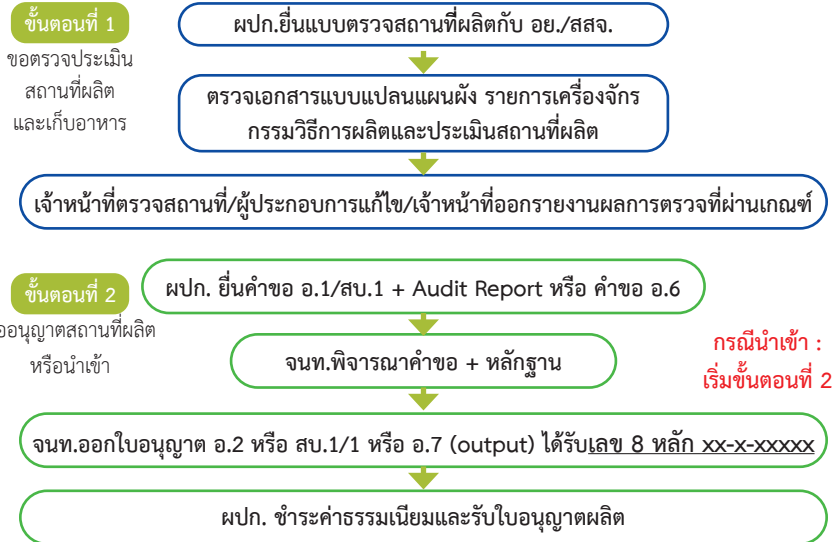 ขั้นตอนที่ 1
ขอตรวจประเมิน
สถานที่ผลิต
และเก็บอาหาร
ผปก.ยื่นแบบตรวจสถานที่ผลิตกับ อย./สสจ.
ตรวจเอกสารแบบแปลนแผนผัง รายการเครื่องจักร
กรรมวิธีการผลิตและประเมินสถานที่ผลิต
เจ้าหน้าที่ตรวจสถานที่/ผู้ประกอบการแก้ไข/เจ้าหน้าที่ออกรายงานผลการตรวจที่ผ่านเกณฑ์
ขั้นตอนที่ 2
ออนุญาตสถานที่ผลิต
หรือนำเข้า
ผปก. ยื่นคำขอ อ.1/สบ.1 + Audit Report หรือ คำขอ อ.6
จนท.พิจารณาคำขอ + หลักฐาน
กรณีนำเข้า :
เริ่มขั้นตอนที่ 2
จนท.ออกใบอนุญาต อ.2 หรือ สบ.1/1 หรือ อ.7 (output) ได้รับเลข 8 หลัก xx-x-xxxxx
ผปก. ชำระค่าธรรมเนียมและรับใบอนุญาตผลิต